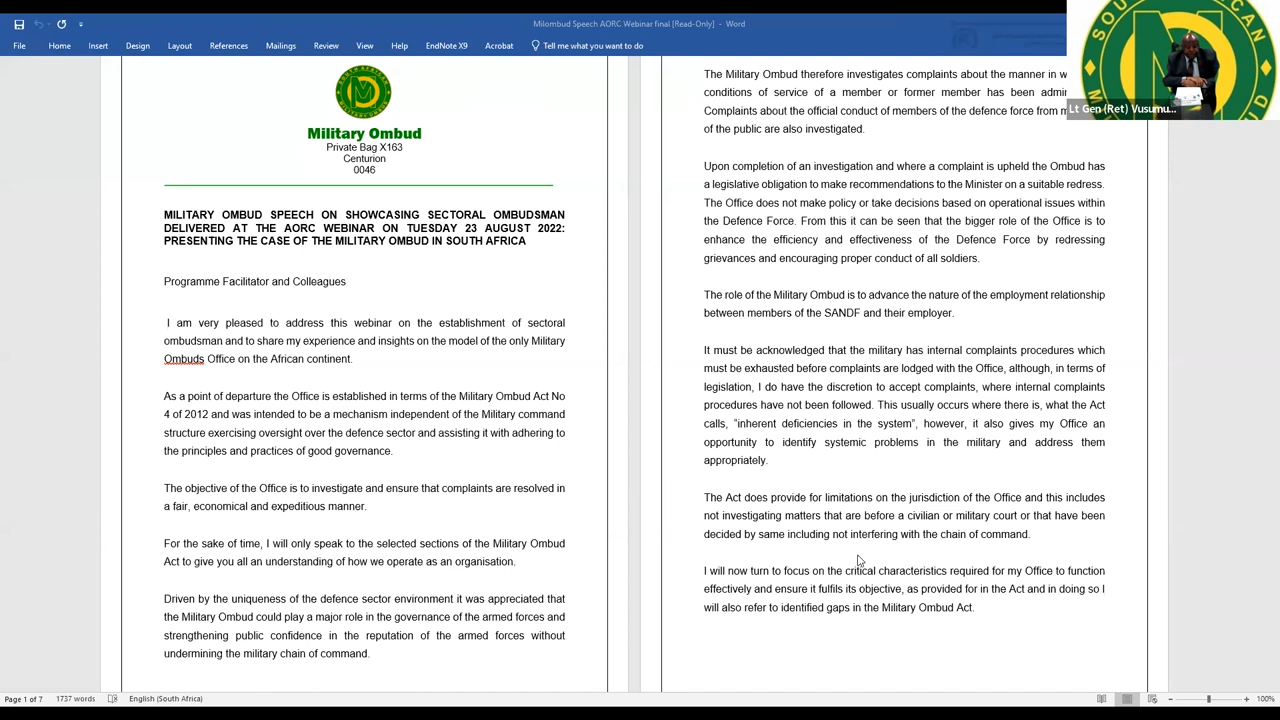 Milombud Speech AORC Webinar final [Read-Only] - Word
File Home Insert Design Layout References Mailings Review View Help EndNote X9 Acrobat Tell me what you want to do
Military Ombud
Private Bag X163
Centurion
0046
MILITARY OMBUD SPEECH ON SHOWCASING SECTORAL OMBUDSMAN
DELIVERED AT THE AORC WEBINAR ON TUESDAY 23 AUGUST 2022:
PRESENTING THE CASE OF THE MILITARY OMBUD IN SOUTH AFRICA
Programme Facilitator and Colleagues
I am very pleased to address this webinar on the establishment of sectoral
ombudsman and to share my experience and insights on the model of the only Military
Ombuds Office on the African continent.
As a point of departure the Office is established in terms of the Military Ombud Act No
4 of 2012 and was intended to be a mechanism independent of the Military command
structure exercising oversight over the defence sector and assisting it with adhering to
the principles and practices of good governance.
The objective of the Office is to investigate and ensure that complaints are resolved in
a fair, economical and expeditious manner.
For the sake of time, I will only speak to the selected sections of the Military Ombud
Act to give you all an understanding of how we operate as an organisation.
Driven by the uniqueness of the defence sector environment it was appreciated that
the Military Ombud could play a major role in the governance of the armed forces and
strengthening public confidence in the reputation of the armed forces without
undermining the military chain of command.
The Military Ombud therefore investigates complaints about the manner in w
conditions of service of a member or former member has been admi
Complaints about the official conduct of members of the defence force from m
of the public are also investigated.
Upon completion of an investigation and where a complaint is upheld the Ombud has
a legislative obligation to make recommendations to the Minister on a suitable redress.
The Office does not make policy or take decisions based on operational issues within
the Defence Force. From this it can be seen that the bigger role of the Office is to
enhance the efficiency and effectiveness of the Defence Force by redressing
grievances and encouraging proper conduct of all soldiers.
The role of the Military Ombud is to advance the nature of the employment relationship
between members of the SANDF and their employer.
It must be acknowledged that the military has internal complaints procedures which
must be exhausted before complaints are lodged with the Office, although, in terms of
legislation, I do have the discretion to accept complaints, where internal complaints
procedures have not been followed. This usually occurs where there is, what the Act
calls, "inherent deficiencies in the system", however, it also gives my Office an
opportunity to identify systemic problems in the military and address them
appropriately.
The Act does provide for limitations on the jurisdiction of the Office and this includes
not investigating matters that are before a civilian or military court or that have been
decided by same including not interfering with the chain of command.
I will now turn to focus on the critical characteristics required for my Office to function
effectively and ensure it fulfils its objective, as provided for in the Act and in doing so I
will also refer to identified gaps in the Military Ombud Act.
Lt Gen (Ret) Vusumu...
Page 1 of 7 1737 words English (South Africa) 100%